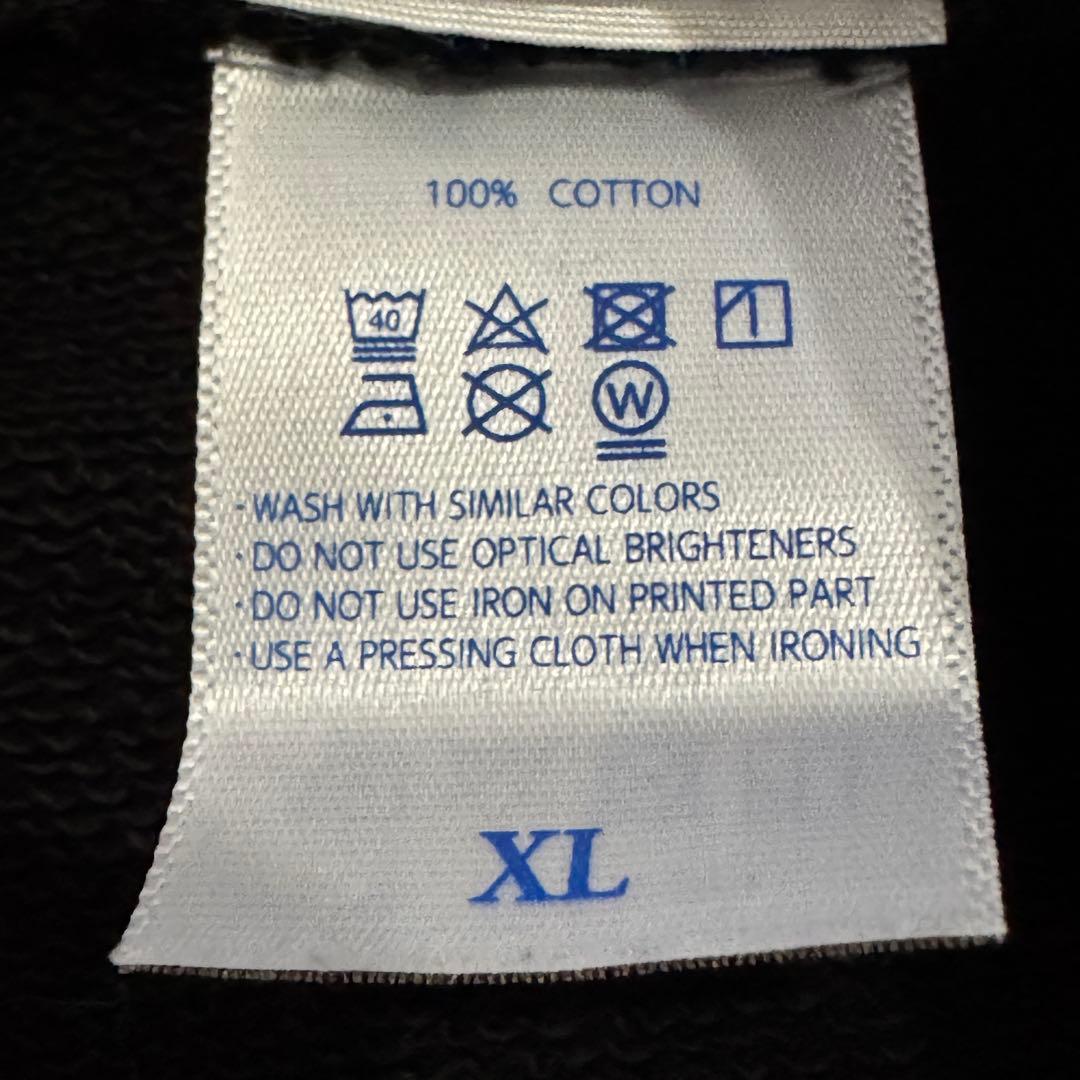 100% COTTON
40
W
·WASH WITH SIMILAR COLORS
·DO NOT USE OPTICAL BRIGHTENERS
·DO NOT USE IRON ON PRINTED PART
·USE A PRESSING CLOTH WHEN IRONING
XL